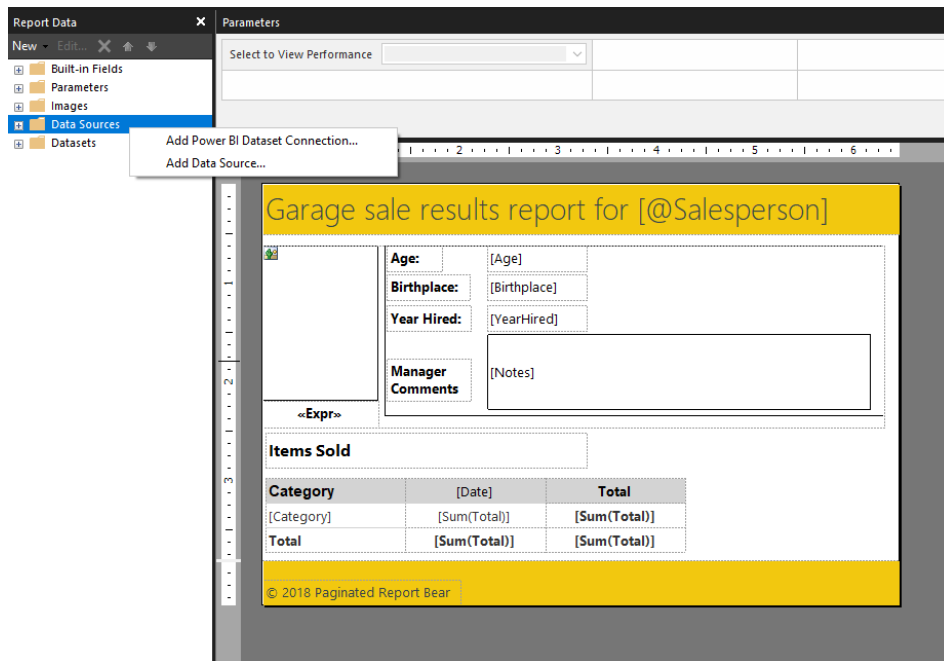 Report Data
New Edit...
Built-in Fields
Parameters
Images
Data Sources
Datasets
Add Power BI Dataset Connection...
Add Data Source...
Parameters
Select to View Performance
2 3 4 5 6
Garage sale results report for [@Salesperson]
Age: [Age]
Birthplace: [Birthplace]
Year Hired: [YearHired]
Manager
Comments [Notes]
«Expr»
Items Sold
Category [Date] Total
[Category] [Sum(Total)] [Sum(Total)]
Total [Sum(Total)] [Sum(Total)]
© 2018 Paginated Report Bear
1
2
3